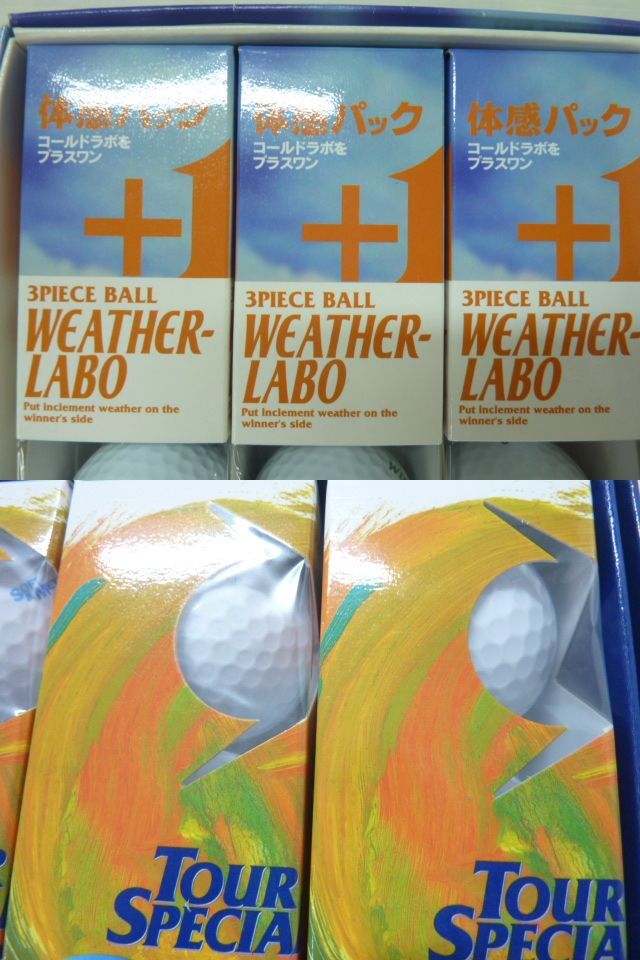 体感パック
コールドラボを
プラスワン
+1
3PIECE BALL
WEATHER-
LABO
Put inclement weather on the
winner's side
体感パック
コールドラボを
プラスワン
+1
3PIECE BALL
WEATHER-
LABO
Put inclement weather on the
winner's side
体感パック
コールドラボを
プラスワン
+1
3PIECE BALL
WEATHER-
LABO
Put inclement weather on the
winner's side
TOUR
SPECIA
TOUR
SPECIA